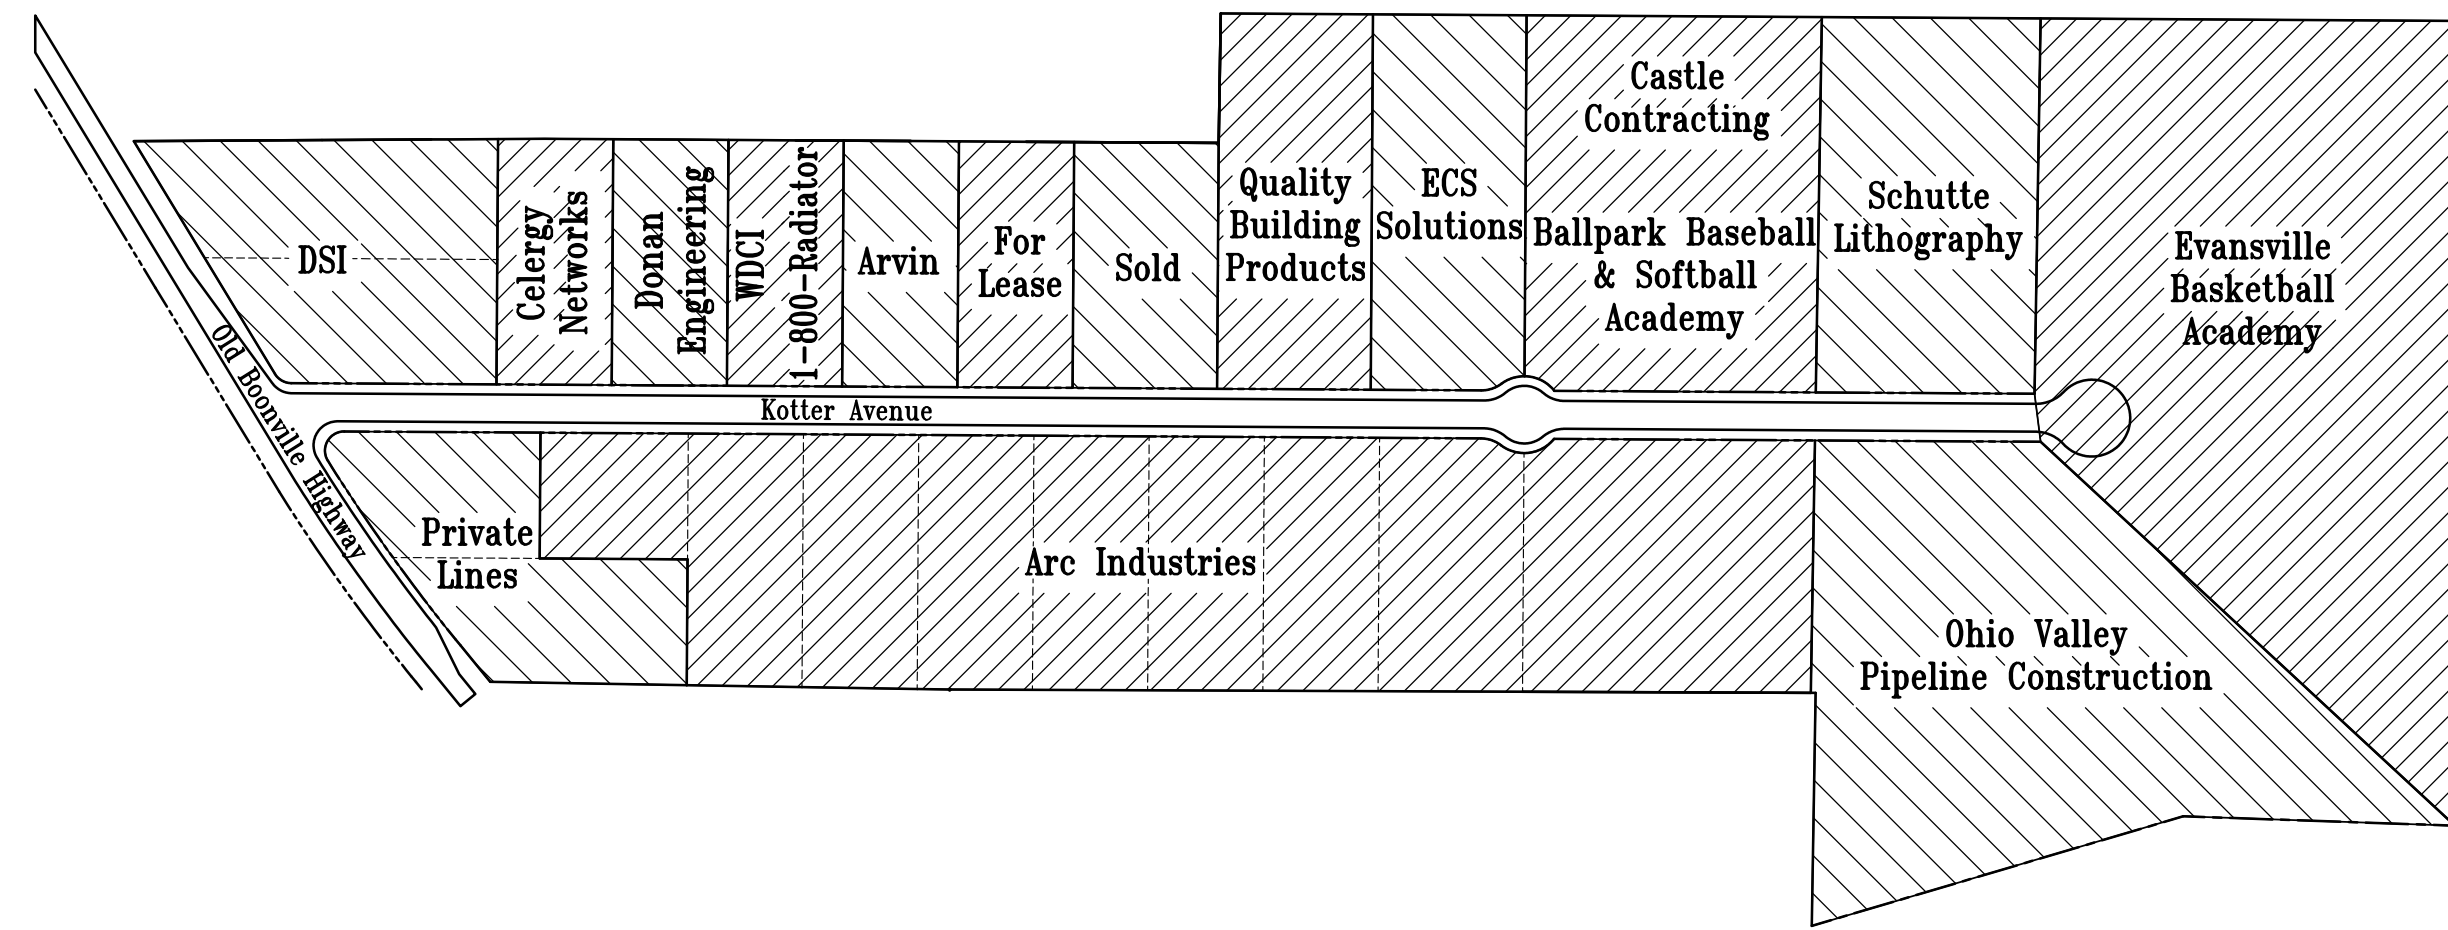 DSI
Celergy
Networks
Donan
Engineering
WDCI
1-800-Radiator
Arvin
For
Lease
Sold
Quality
Building
Products
ECS
Solutions
Castle
Contracting
Ballpark Baseball
& Softball
Academy
Schutte
Lithography
Evansville
Basketball
Academy
Old Boonville Highway
Kotter Avenue
Private
Lines
Arc Industries
Ohio Valley
Pipeline Construction